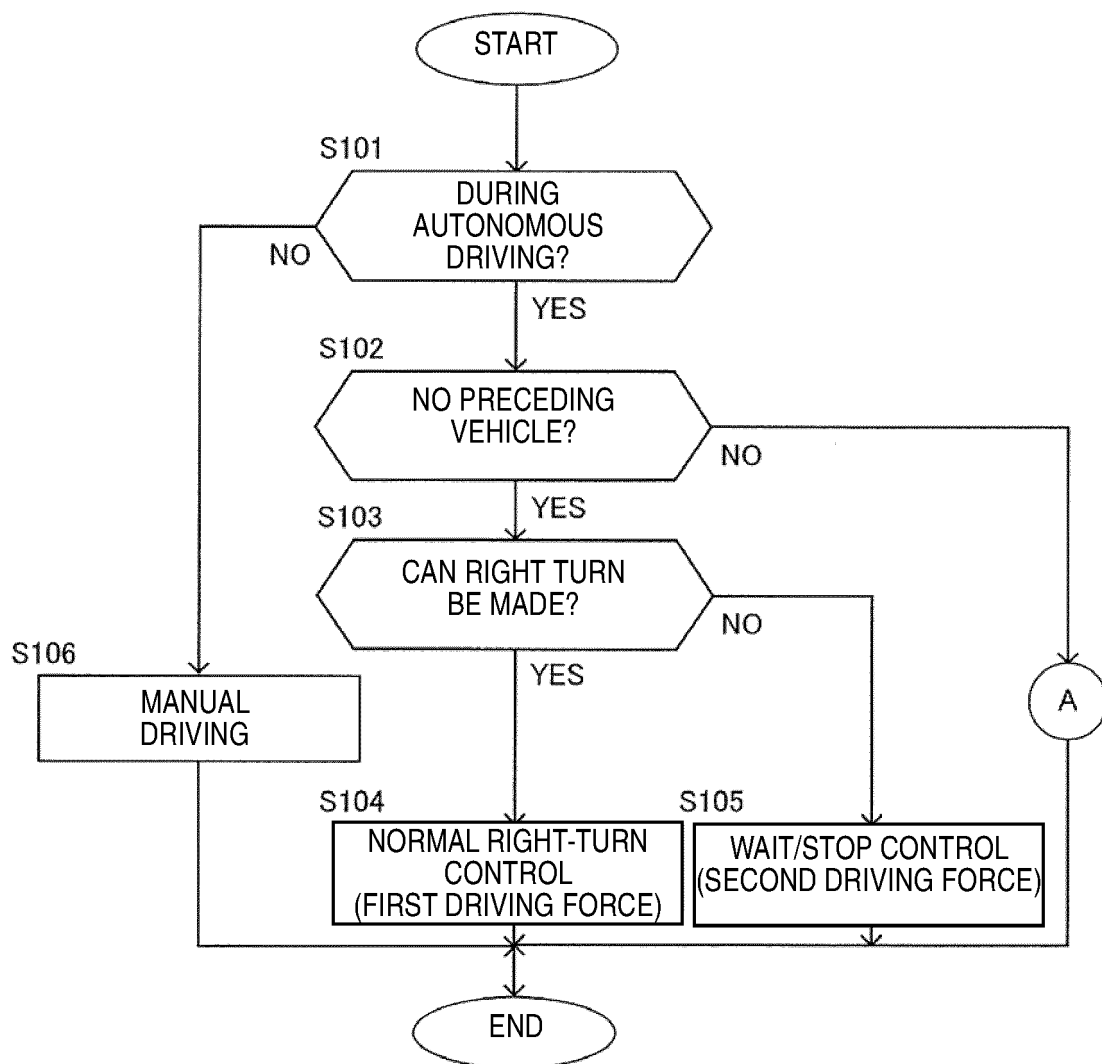 START
S101
DURING
AUTONOMOUS
DRIVING?
NO
YES
S102
NO PRECEDING
VEHICLE?
NO
YES
S103
CAN RIGHT TURN
BE MADE?
NO
YES
S106
MANUAL
DRIVING
A
S104
NORMAL RIGHT-TURN
CONTROL
(FIRST DRIVING FORCE)
S105
WAIT/STOP CONTROL
(SECOND DRIVING FORCE)
END